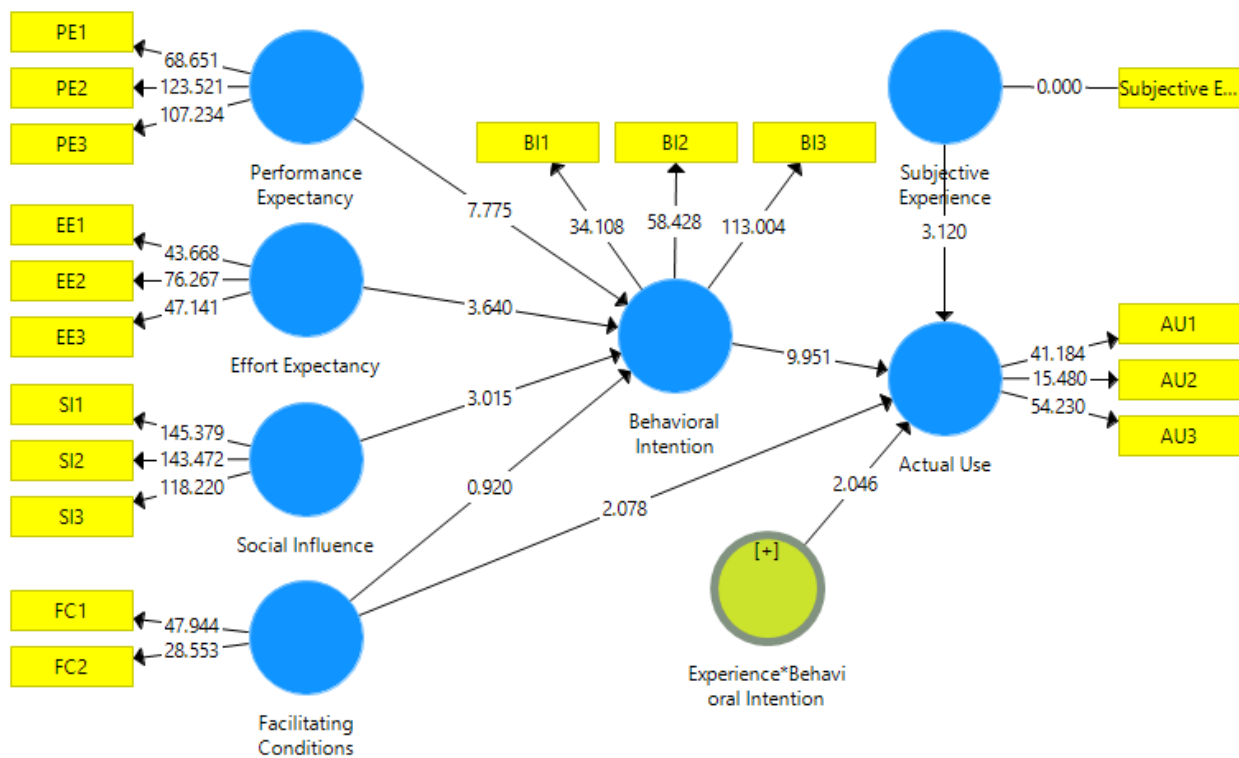 PE1
68.651
PE2
123.521
107.234
PE3
Performance
Expectancy
7.775
EE1
43.668
EE2
76.267
47.141
EE3
Effort Expectancy
3.640
SI1
145.379
SI2
143.472
118.220
SI3
Social Influence
3.015
FC1
47.944
28.553
FC2
Facilitating
Conditions
0.920
2.078
BI1
BI2
BI3
34.108
58.428
113.004
Behavioral
Intention
9.951
Subjective
Experience
0.000
Subjective E...
3.120
AU1
41.184
15.480
AU2
54.230
AU3
Actual Use
2.046
[+]
Experience*Behavi
oral Intention